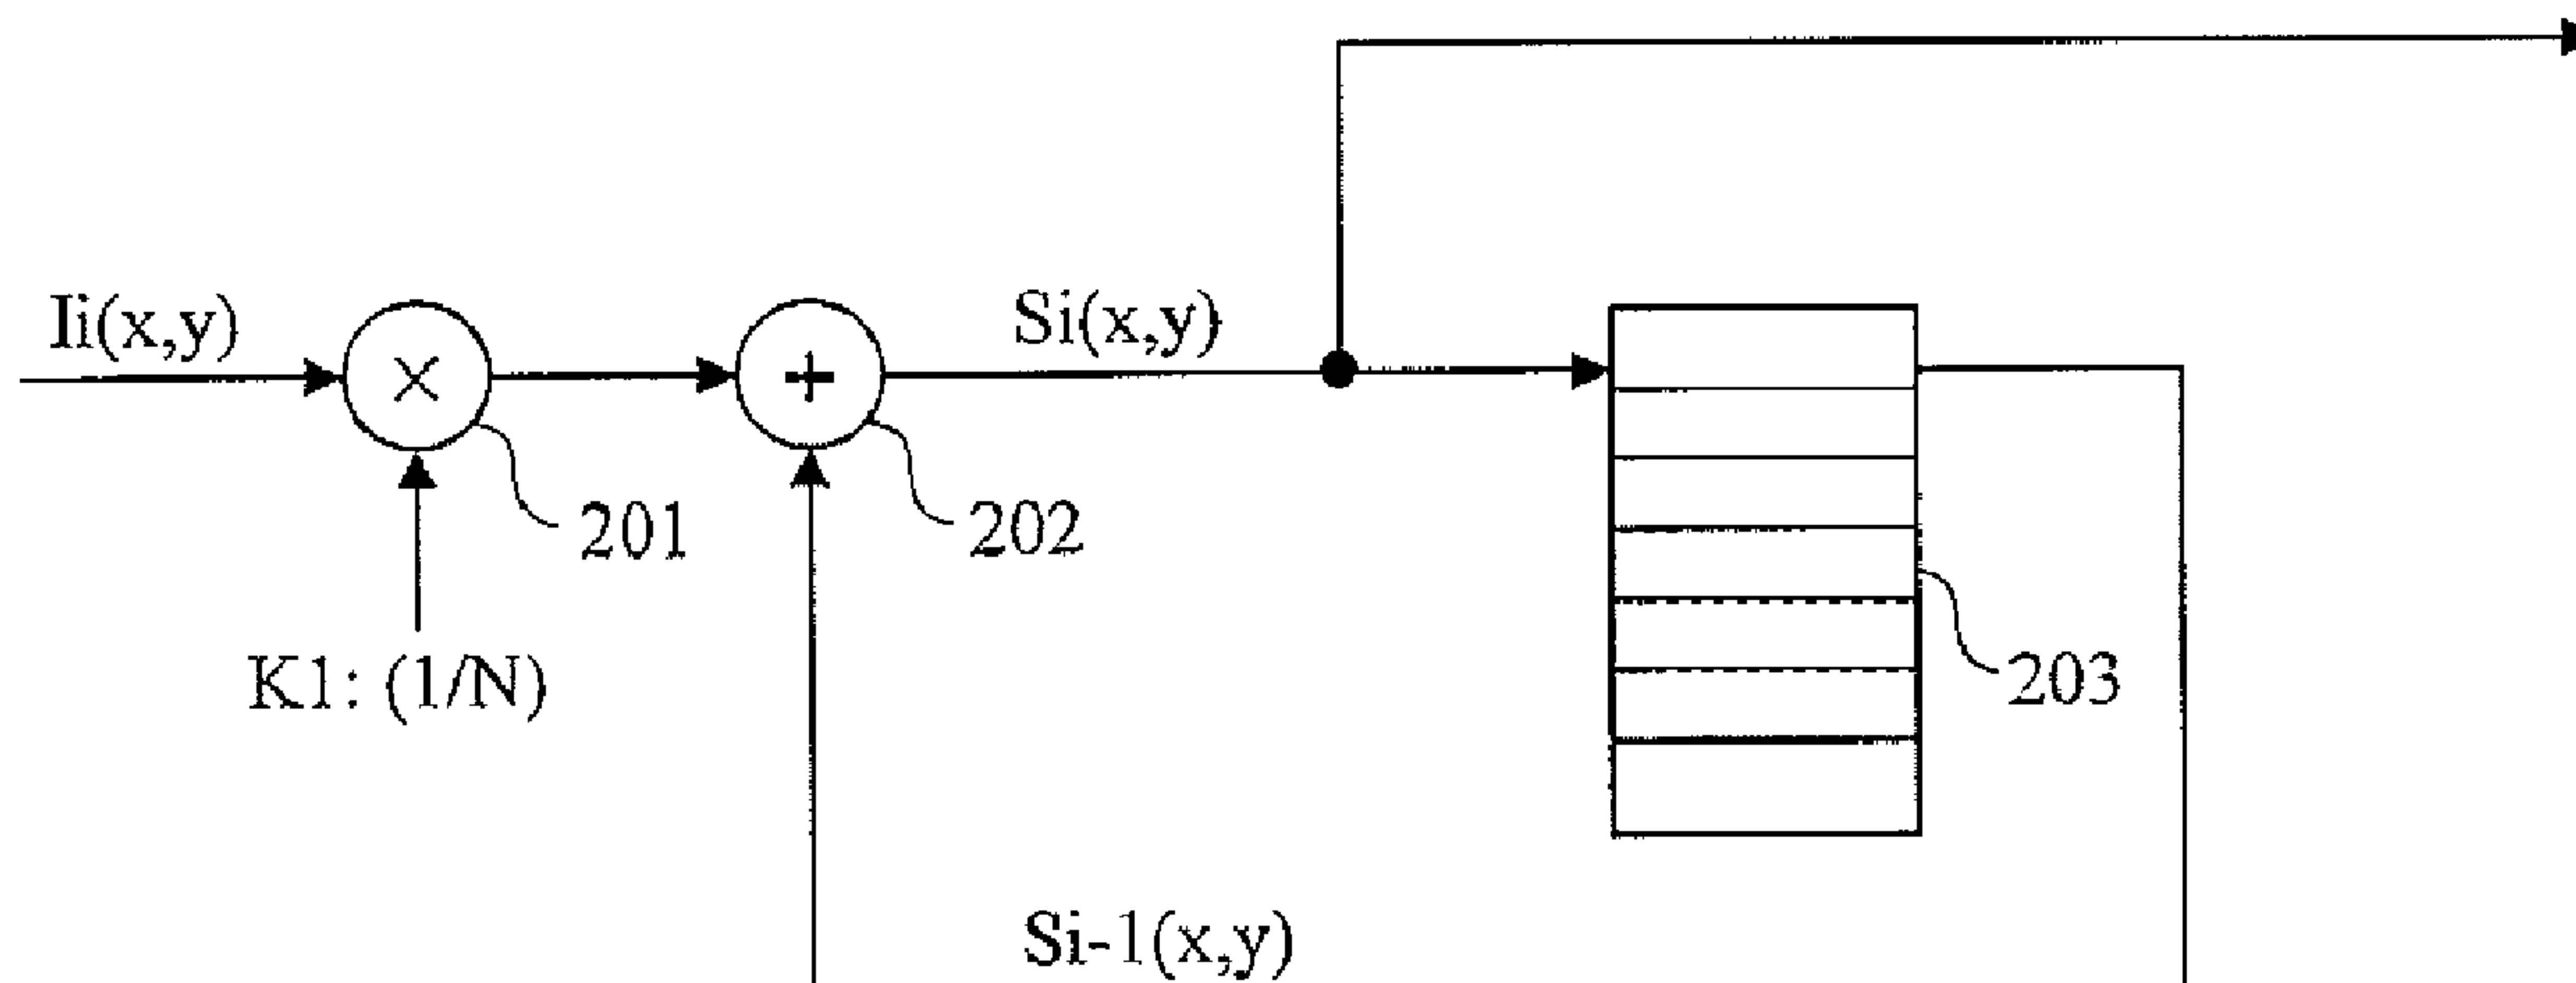 Ii(x,y)
Si(x,y)
×
+
201
202
K1: (1/N)
203
Si-1(x,y)